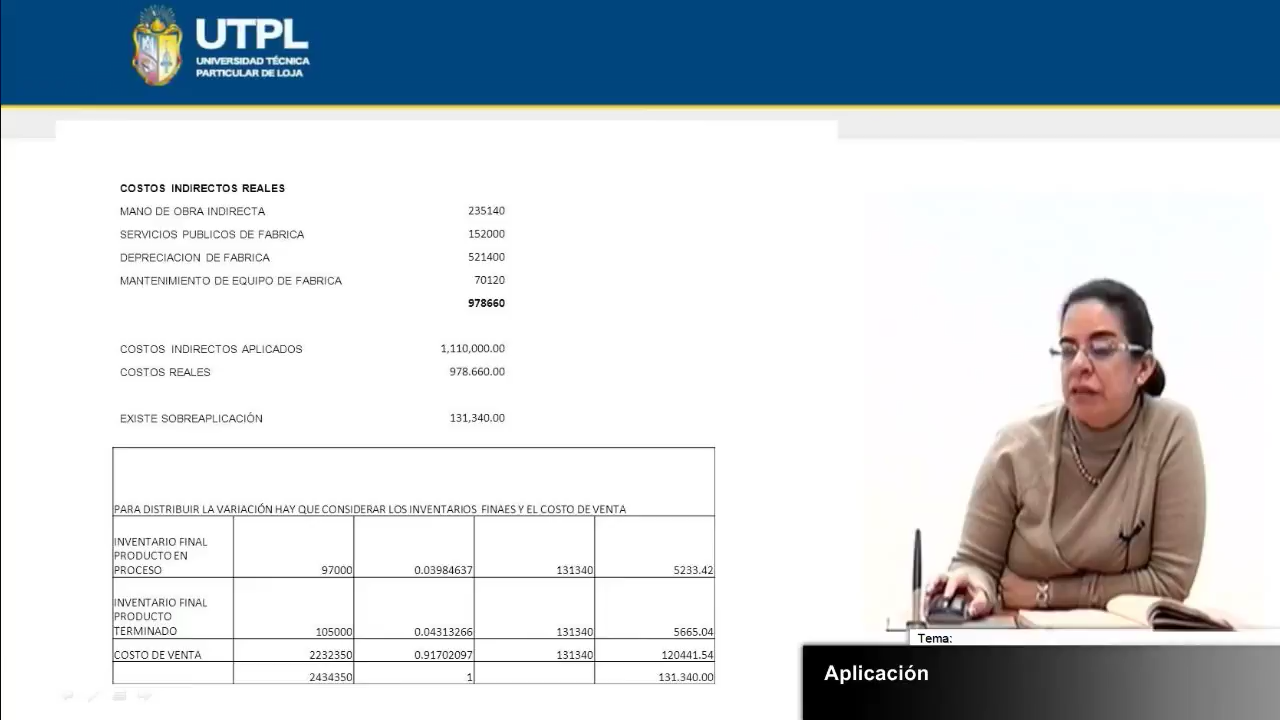 UTPL
UNIVERSIDAD TÉCNICA
PARTICULAR DE LOJA
COSTOS INDIRECTOS REALES
MANO DE OBRA INDIRECTA 235140
SERVICIOS PUBLICOS DE FABRICA 152000
DEPRECIACION DE FABRICA 521400
MANTENIMIENTO DE EQUIPO DE FABRICA 70120
978660
COSTOS INDIRECTOS APLICADOS 1,110,000.00
COSTOS REALES 978.660.00
EXISTE SOBREAPLICACIÓN 131,340.00
PARA DISTRIBUIR LA VARIACIÓN HAY QUE CONSIDERAR LOS INVENTARIOS FINAES Y EL COSTO DE VENTA
INVENTARIO FINAL
PRODUCTO EN
PROCESO 97000 0.03984637 131340 5233.42
INVENTARIO FINAL
PRODUCTO
TERMINADO 105000 0.04313266 131340 5665.04
COSTO DE VENTA 2232350 0.91702097 131340 120441.54
2434350 1 131.340.00
Tema:
Aplicación